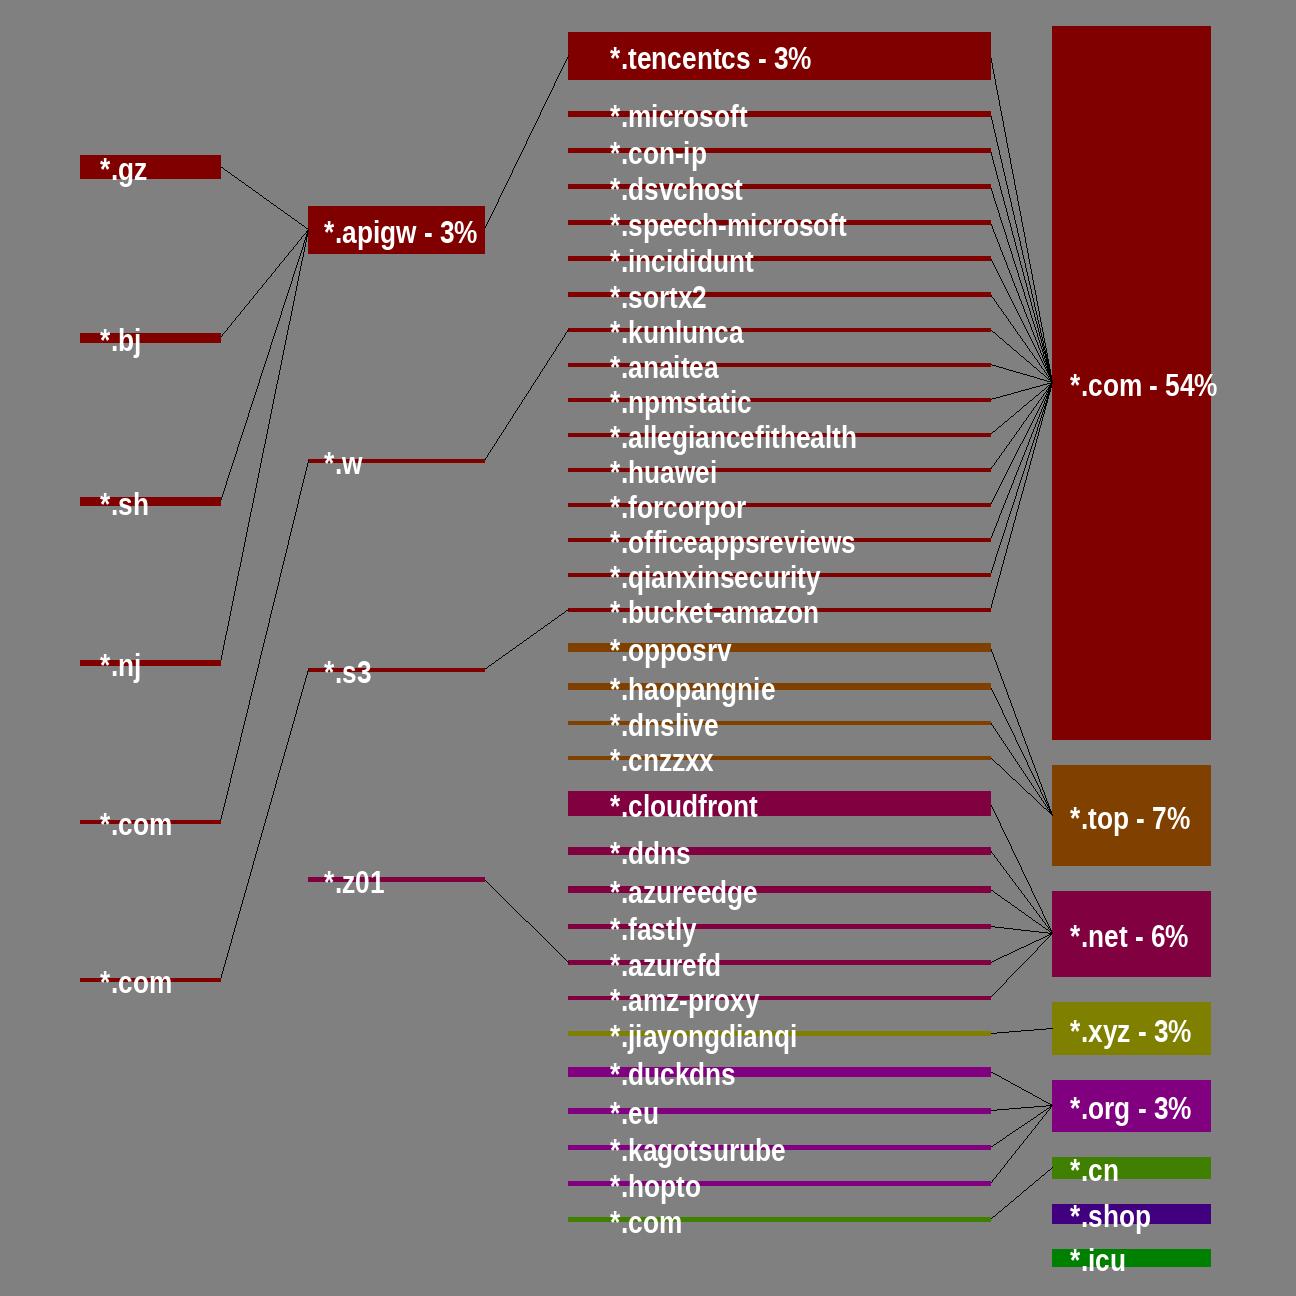 *.gz
*.bj
*.sh
*.nj
*.com
*.com
*.apigw - 3%
*.w
*.s3
*.z01
*.tencentcs - 3%
*.microsoft
*.con-ip
*.dsvchost
*.speech-microsoft
*.incididunt
*.sortx2
*.kunlunca
*.anaitea
*.npmstatic
*.allegiancefithealth
*.huawei
*.forcorpor
*.officeappsreviews
*.qianxinsecurity
*.bucket-amazon
*.opposrv
*.haopangnie
*.dnslive
*.cnzzxx
*.cloudfront
*.ddns
*.azureedge
*.fastly
*.azurefd
*.amz-proxy
*.jiayongdianqi
*.duckdns
*.eu
*.kagotsurube
*.hopto
*.com
*.com - 54%
*.top - 7%
*.net - 6%
*.xyz - 3%
*.org - 3%
*.cn
*.shop
*.icu